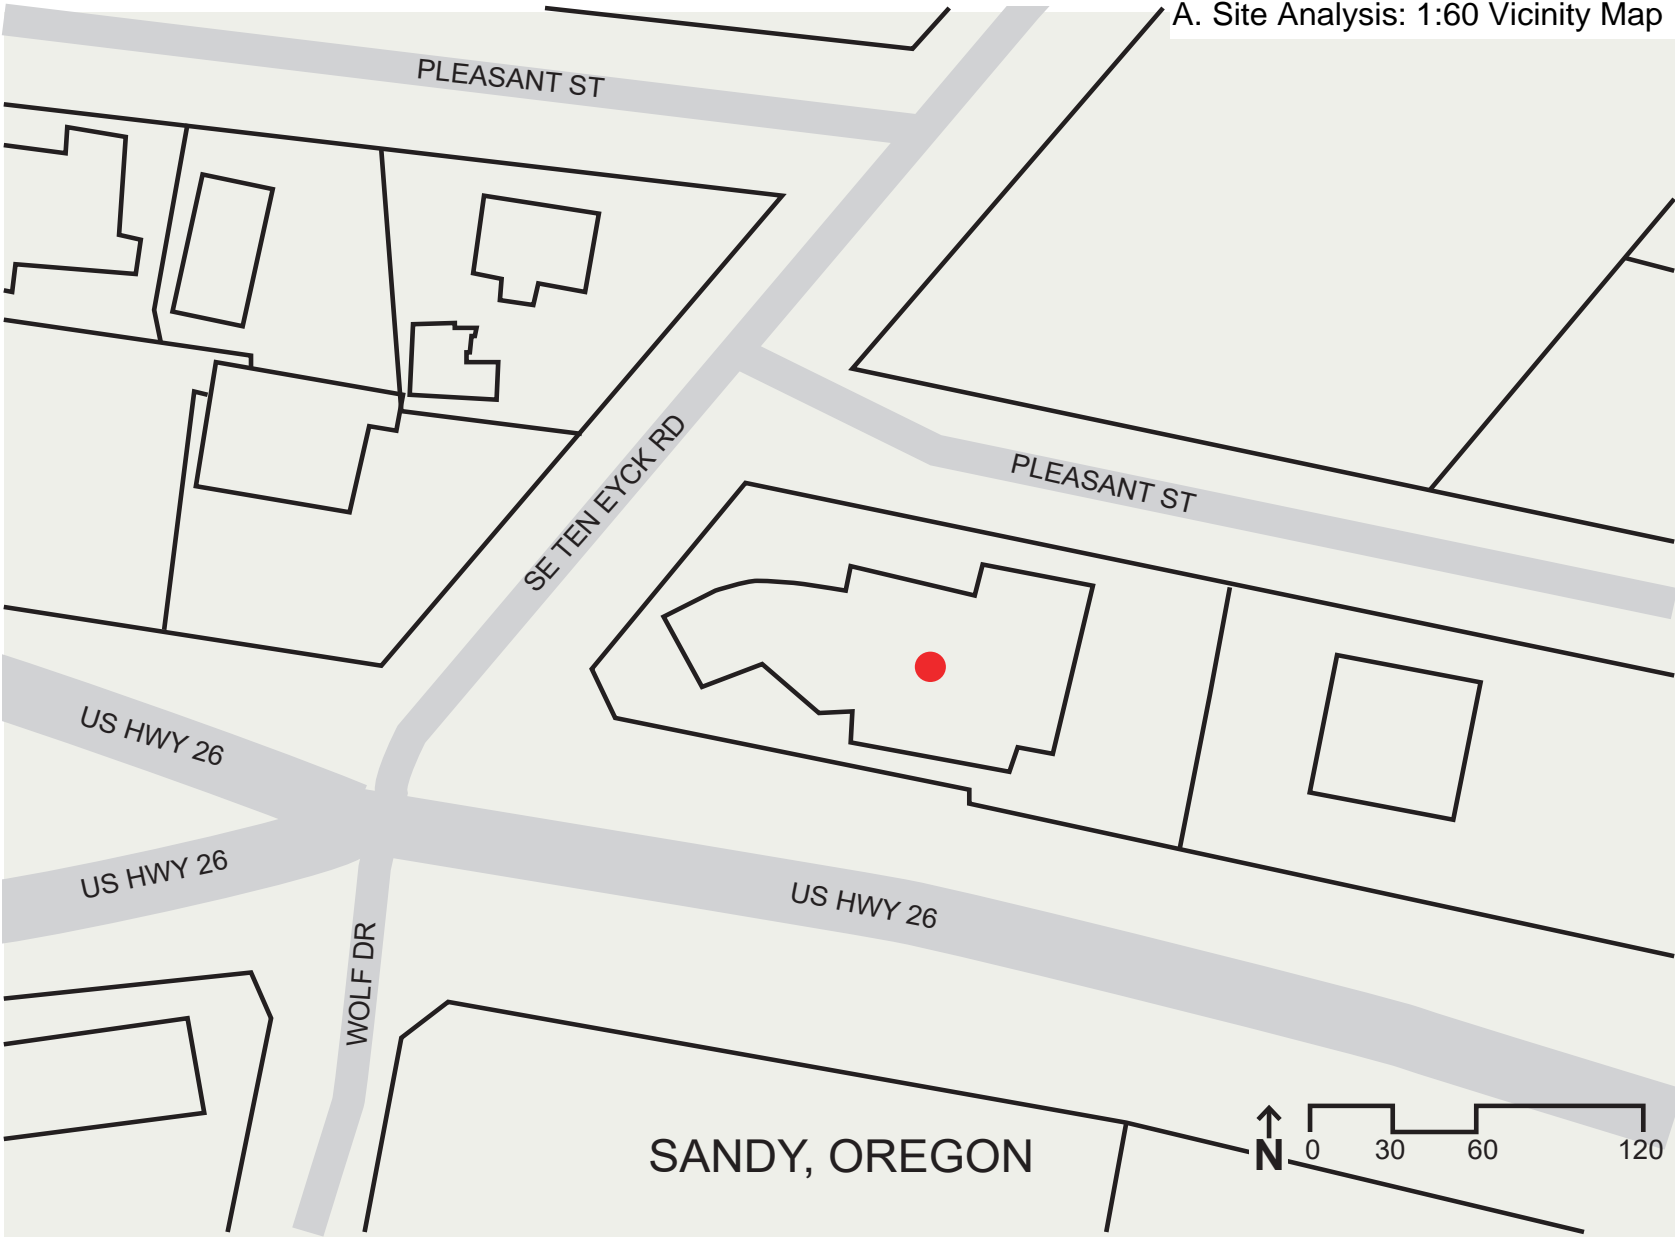 A. Site Analysis: 1:60 Vicinity Map
PLEASANT ST
PLEASANT ST
SE TEN EYCK RD
US HWY 26
US HWY 26
US HWY 26
WOLF DR
SANDY, OREGON
N
0 30 60 120